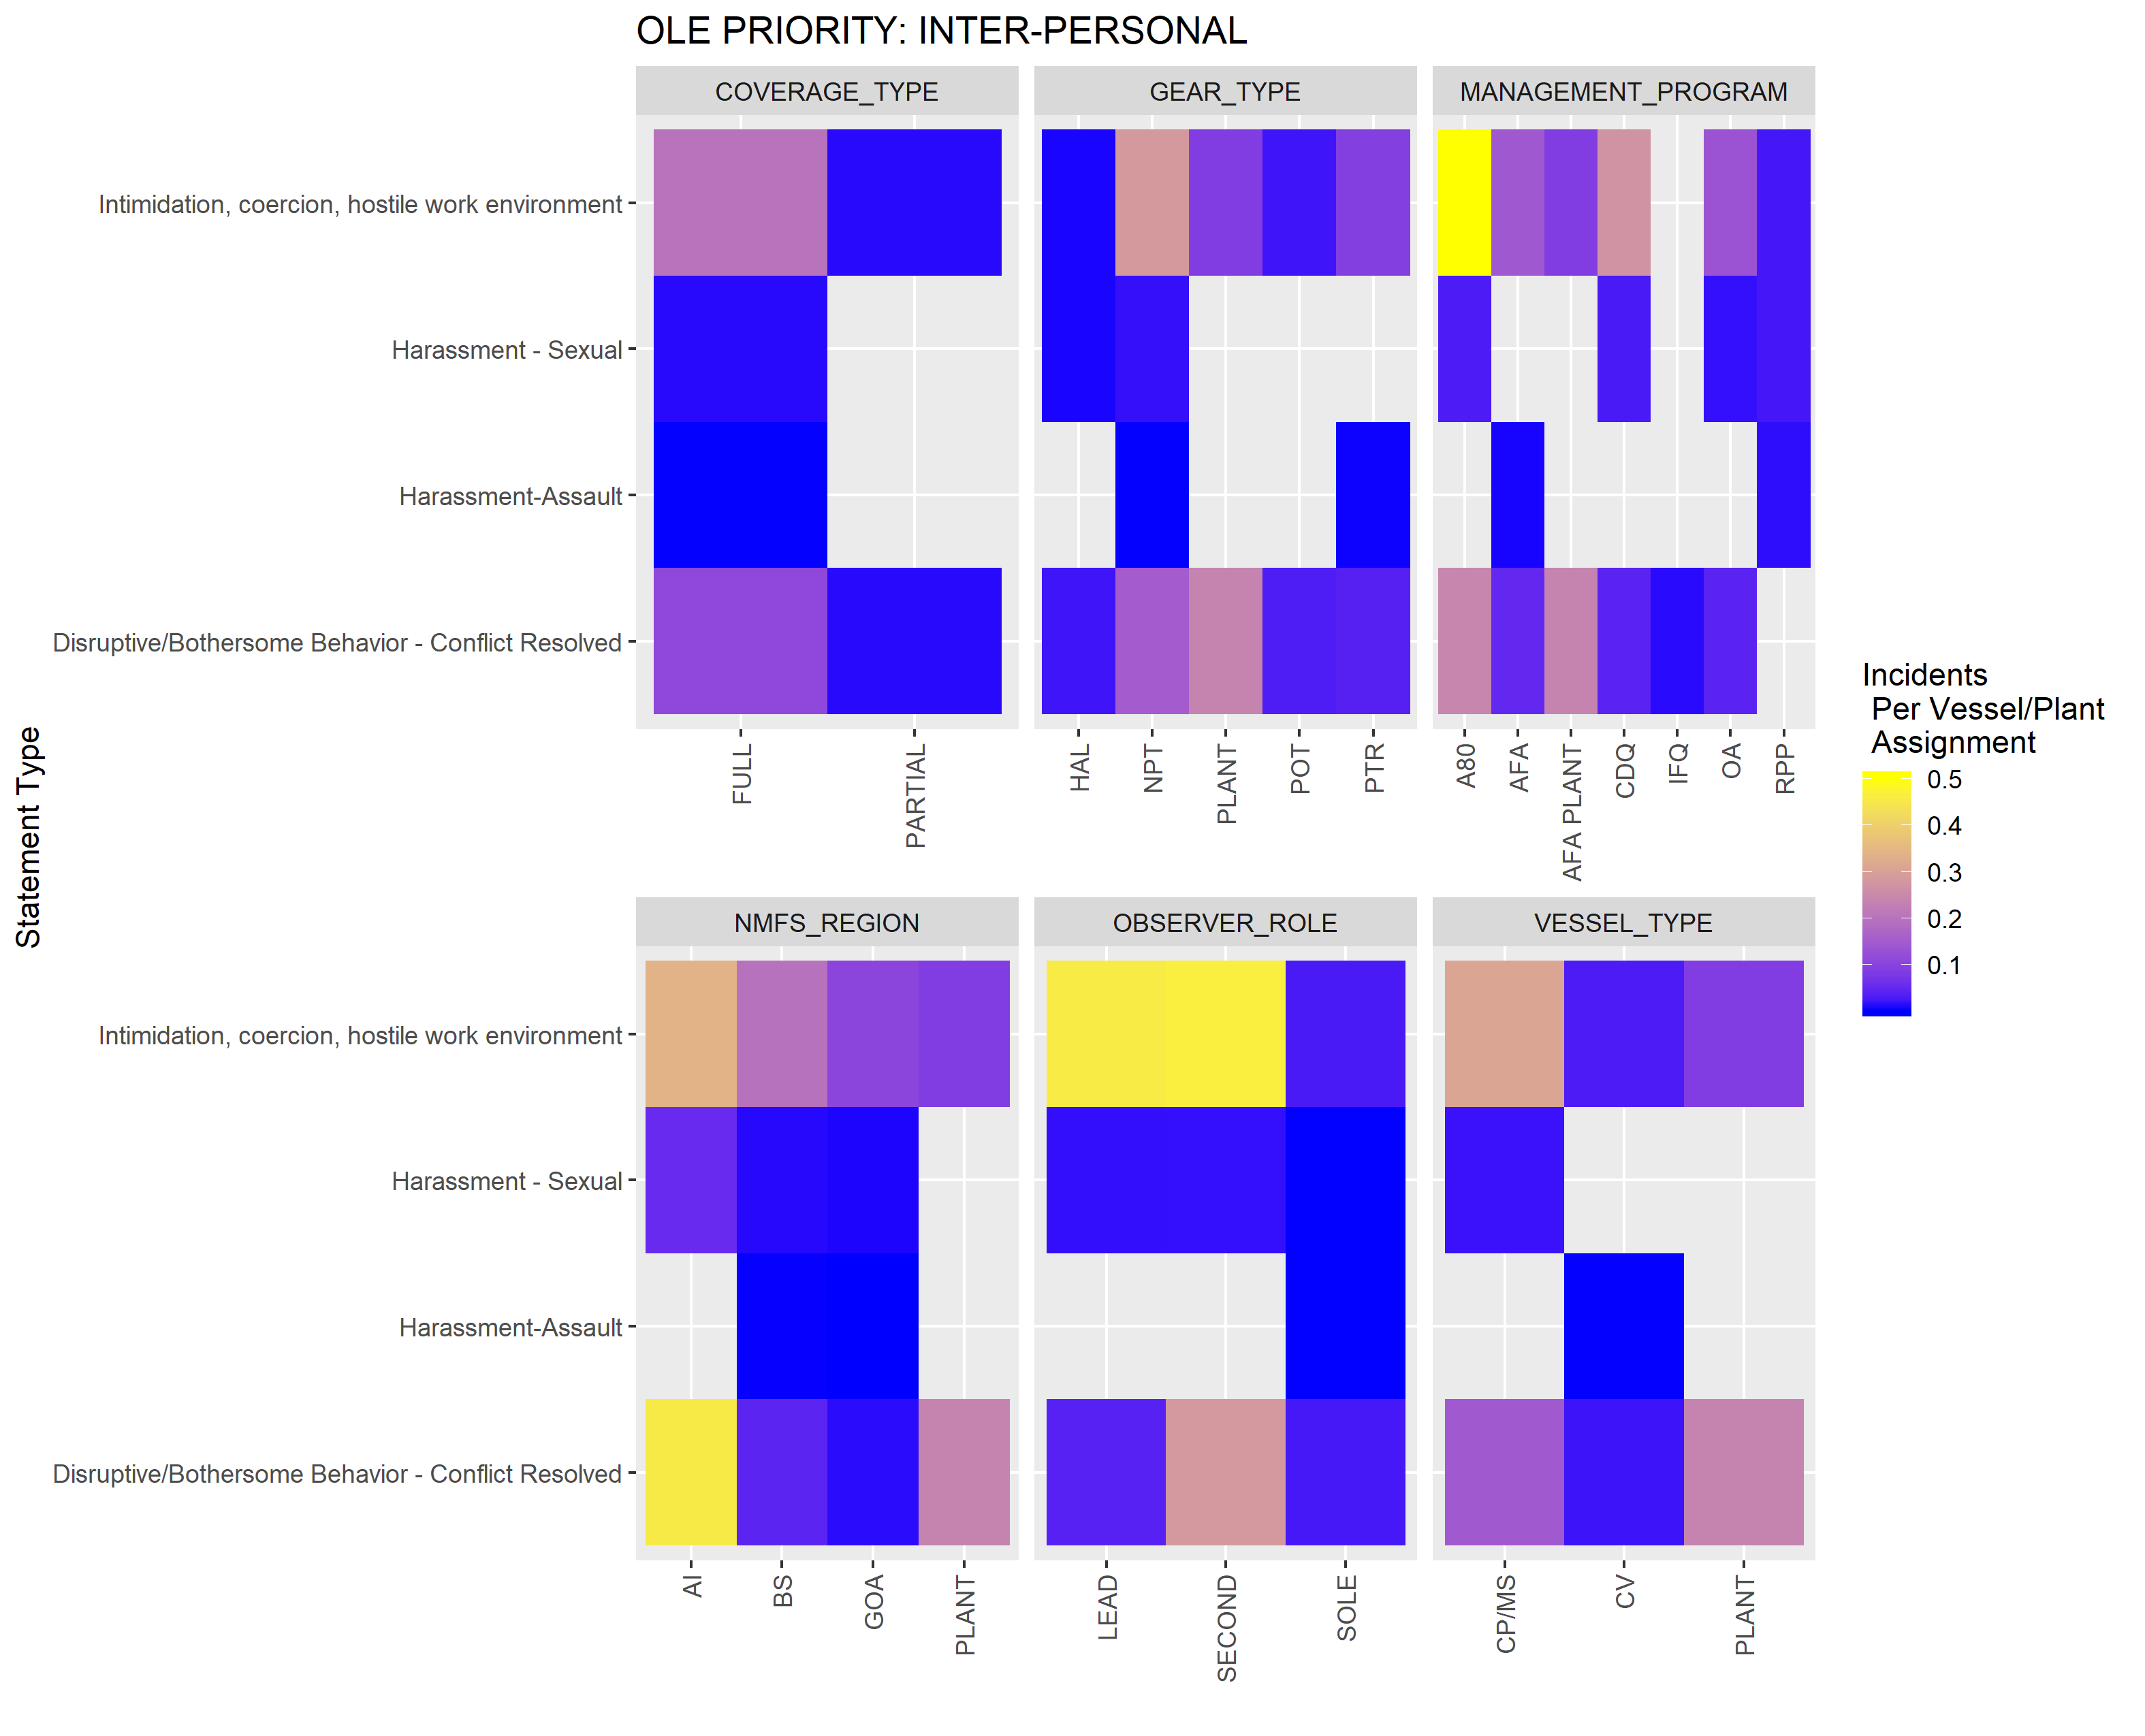 OLE PRIORITY: INTER-PERSONAL
COVERAGE_TYPE
GEAR_TYPE
MANAGEMENT_PROGRAM
Intimidation, coercion, hostile work environment
Harassment - Sexual
Harassment-Assault
Disruptive/Bothersome Behavior - Conflict Resolved
FULL
PARTIAL
HAL
NPT
PLANT
POT
PTR
A80
AFA
AFA PLANT
CDQ
IFQ
OA
RPP
Statement Type
NMFS_REGION
OBSERVER_ROLE
VESSEL_TYPE
Intimidation, coercion, hostile work environment
Harassment - Sexual
Harassment-Assault
Disruptive/Bothersome Behavior - Conflict Resolved
AI
BS
GOA
PLANT
LEAD
SECOND
SOLE
CP/MS
CV
PLANT
Incidents
Per Vessel/Plant
Assignment
0.5
0.4
0.3
0.2
0.1